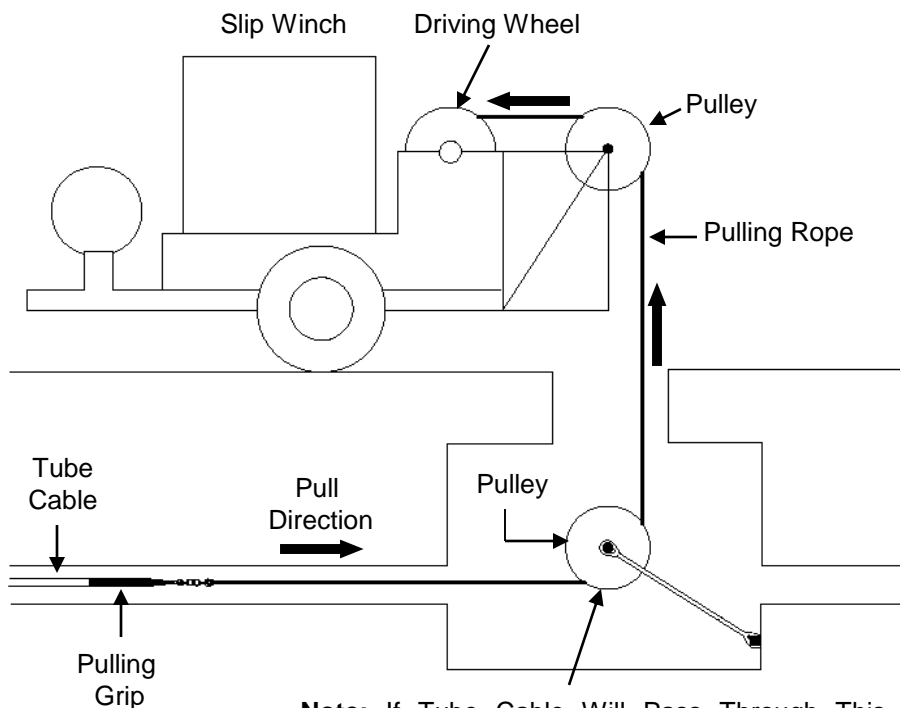 Slip Winch
Driving Wheel
Pulley
Pulling Rope
Tube
Cable
Pull
Direction
Pulley
Pulling
Grip
Note: If Tube Cable Will Pass Through This